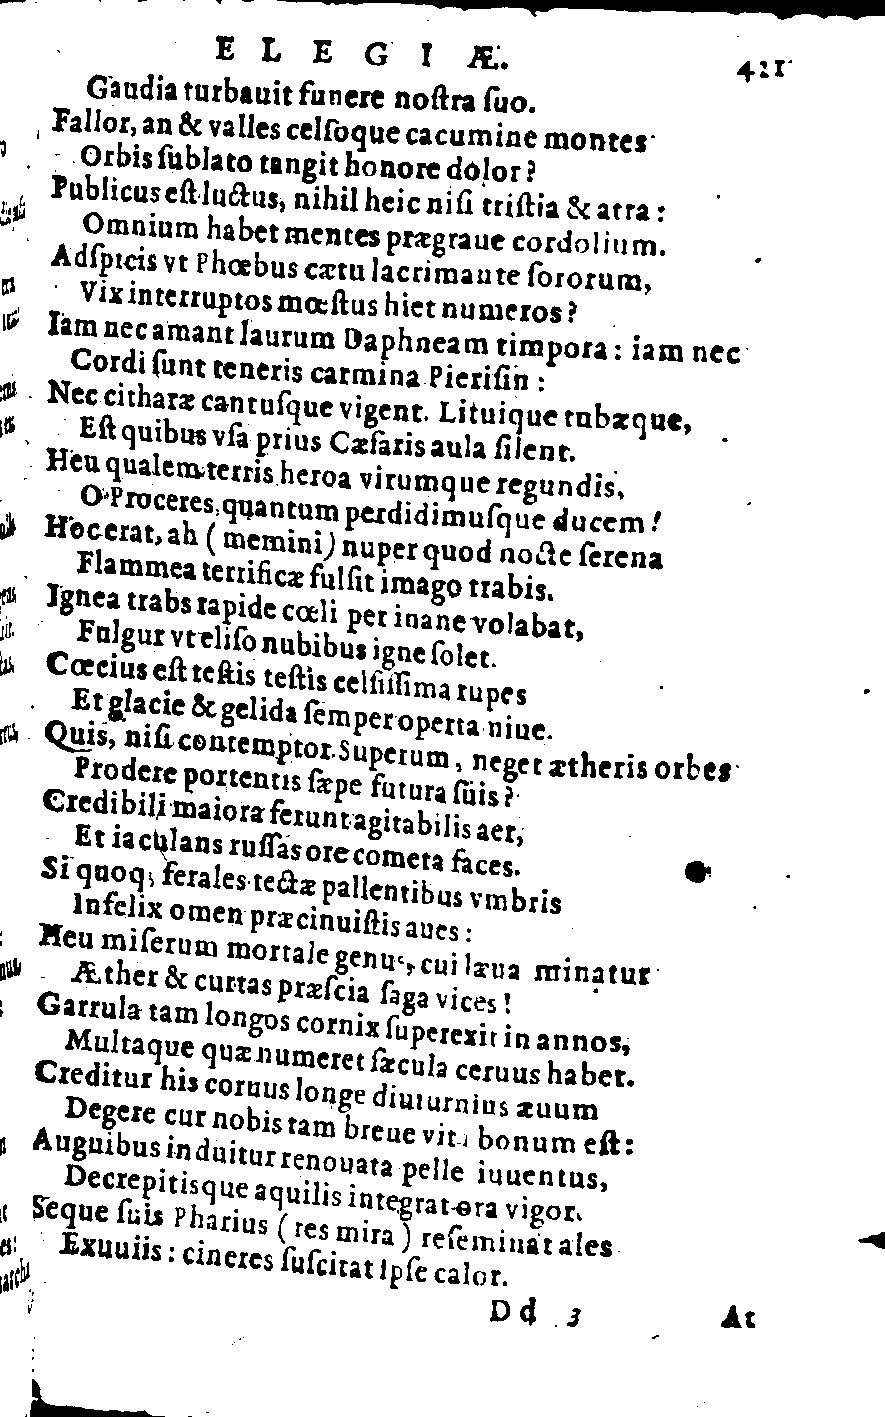 ELEGIÆ. 421
Gaudia turbauit funere noſtra ſuo.
Fallor, an & valles celſoque cacumine montes
Orbis ſublato tangit honore dolor?
Publicus eſt luctus, nihil heic niſi triſtia & atra:
Omnium habet mentes prægraue cordolium.
Adſpicis vt Phœbus cætu lacrimante ſororum,
Vix interruptos mœſtus hiet numeros?
Iam nec amant laurum Daphneam timpora: iam nec
Cordi ſunt teneris carmina Pieriſin:
Nec citharæ cantuſque vigent. Lituique tubæque,
Eſt quibus vſa prius Cæſaris aula ſilent.
Heu qualem terris heroa virumque regundis,
O Proceres, quantum perdidimuſque ducem!
Hoc erat, ah (memini) nuper quod nocte ſerena
Flammea terrificæ fulſit imago trabis.
Ignea trabs rapide cœli per inane volabat,
Fulgur vt eliſo nubibus igne ſolet.
Cœcius eſt teſtis teſtis celſiſſima rupes
Et glacie & gelida ſemper operta niue.
Quis, niſi contemptor Superum, neget ætheris orbes
Prodere portentis ſæpe futura ſuis?
Credibili maiora ferunt agitabilis aer,
Et iaculans ruſſas ore cometa faces.
Si quoq; ferales tectæ pallentibus vmbris
Infelix omen præcinuiſtis aues:
Heu miſerum mortale genus, cui læua minatur
Æther & curtas præſcia ſaga vices!
Garrula tam longos cornix ſuperexit in annos,
Multaque quæ numeret ſæcula ceruus habet.
Creditur his coruus longe diuturnius æuum
Degere cur nobis tam breue vitæ bonum eſt:
Auguibus induitur renouata pelle iuuentus,
Decrepitisque aquilis integrat ora vigor.
Seque ſuis Pharius (res mira) reſeminat ales
Exuuiis: cineres ſuſcitat ipſe calor.
Dd 3 At